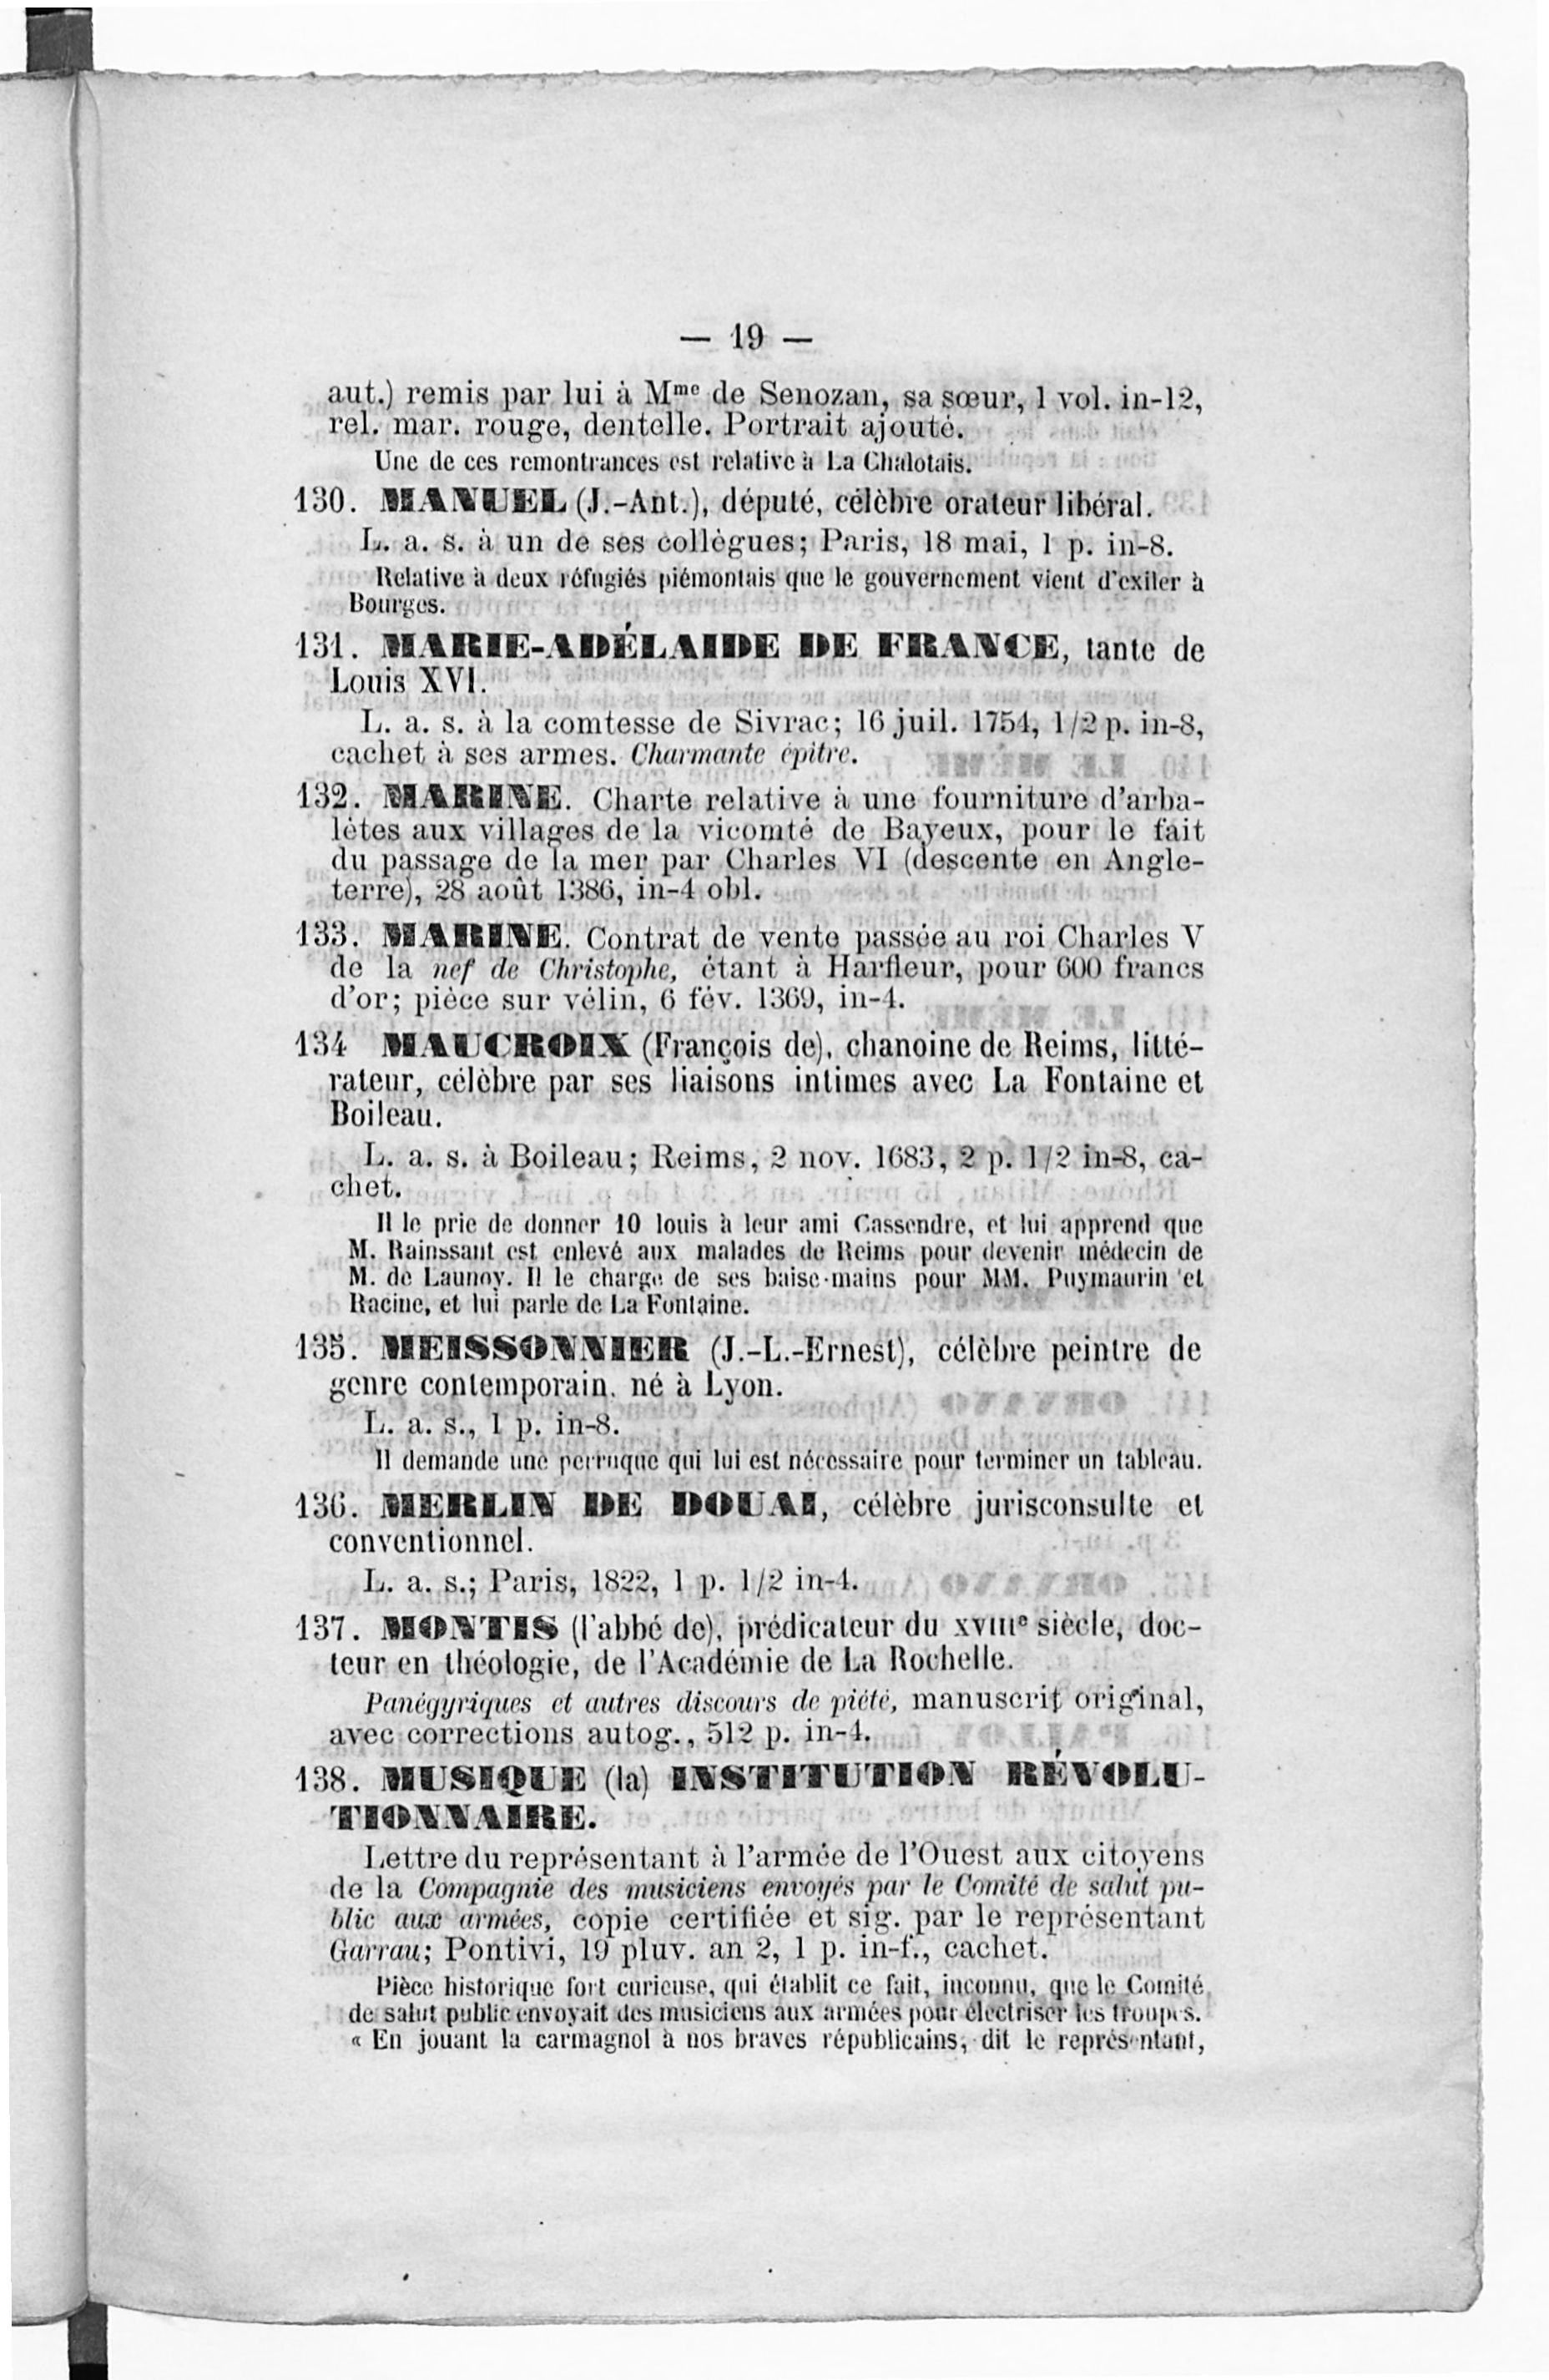 — 19 —
aut.) remis par lui à Mme de Senozan, sa sœur, 1 vol. in-12,
rel. mar. rouge, dentelle. Portrait ajouté.
Une de ces remontrances est relative à La Chalotais.
130. MANUEL (J.-Ant.), député, célèbre orateur libéral.
L. a. s. à un de ses collègues; Paris, 18 mai, 1 p. in-8.
Relative à deux réfugiés piémontais que le gouvernement vient d'exiler à
Bourges.
131. MARIE-ADÉLAIDE DE FRANCE, tante de
Louis XVI.
L. a. s. à la comtesse de Sivrac; 16 juil. 1754, 1/2 p. in-8,
cachet à ses armes. Charmante épitre.
132. MARINE. Charte relative à une fourniture d'arba-
lètes aux villages de la vicomté de Bayeux, pour le fait
du passage de la mer par Charles VI (descente en Angle-
terre), 28 août 1386, in-4 obl.
133. MARINE. Contrat de vente passée au roi Charles V
de la nef de Christophe, étant à Harfleur, pour 600 francs
d'or; pièce sur vélin, 6 fév. 1369, in-4.
134 MAUCROIX (François de), chanoine de Reims, litté-
rateur, célèbre par ses liaisons intimes avec La Fontaine et
Boileau.
L. a. s. à Boileau; Reims, 2 nov. 1683, 2 p. 1/2 in-8, ca-
chet.
Il le prie de donner 10 louis à leur ami Cassendre, et lui apprend que
M. Rainssant est enlevé aux malades de Reims pour devenir médecin de
M. de Launoy. Il le charge de ses baise-mains pour MM. Puymaurin et
Racine, et lui parle de La Fontaine.
135. MEISSONNIER (J.-L.-Ernest), célèbre peintre de
genre contemporain, né à Lyon.
L. a. s., 1 p. in-8.
Il demande une perruque qui lui est nécessaire pour terminer un tableau.
136. MERLIN DE DOUAI, célèbre jurisconsulte et
conventionnel.
L. a. s.; Paris, 1822, 1 p. 1/2 in-4.
137. MONTIS (l'abbé de), prédicateur du XVIIIe siècle, doc-
teur en théologie, de l'Académie de La Rochelle.
Panégyriques et autres discours de piété, manuscrit original,
avec corrections autog., 512 p. in-4.
138. MUSIQUE (la) INSTITUTION RÉVOLU-
TIONNAIRE.
Lettre du représentant à l'armée de l'Ouest aux citoyens
de la Compagnie des musiciens envoyés par le Comité de salut pu-
blic aux armées, copie certifiée et sig. par le représentant
Garrau; Pontivi, 19 pluv. an 2, 1 p. in-f., cachet.
Pièce historique fort curieuse, qui établit ce fait, inconnu, que le Comité
de salut public envoyait des musiciens aux armées pour électriser les troupes.
« En jouant la carmagnol à nos braves républicains, dit le représentant,